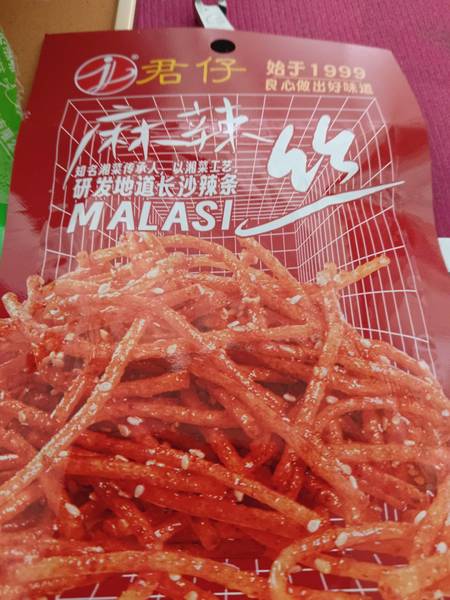 君仔
始于1999
良心做出好味道
麻辣丝
知名湘菜传承人 以湘菜工艺
研发地道长沙辣条
MALASI